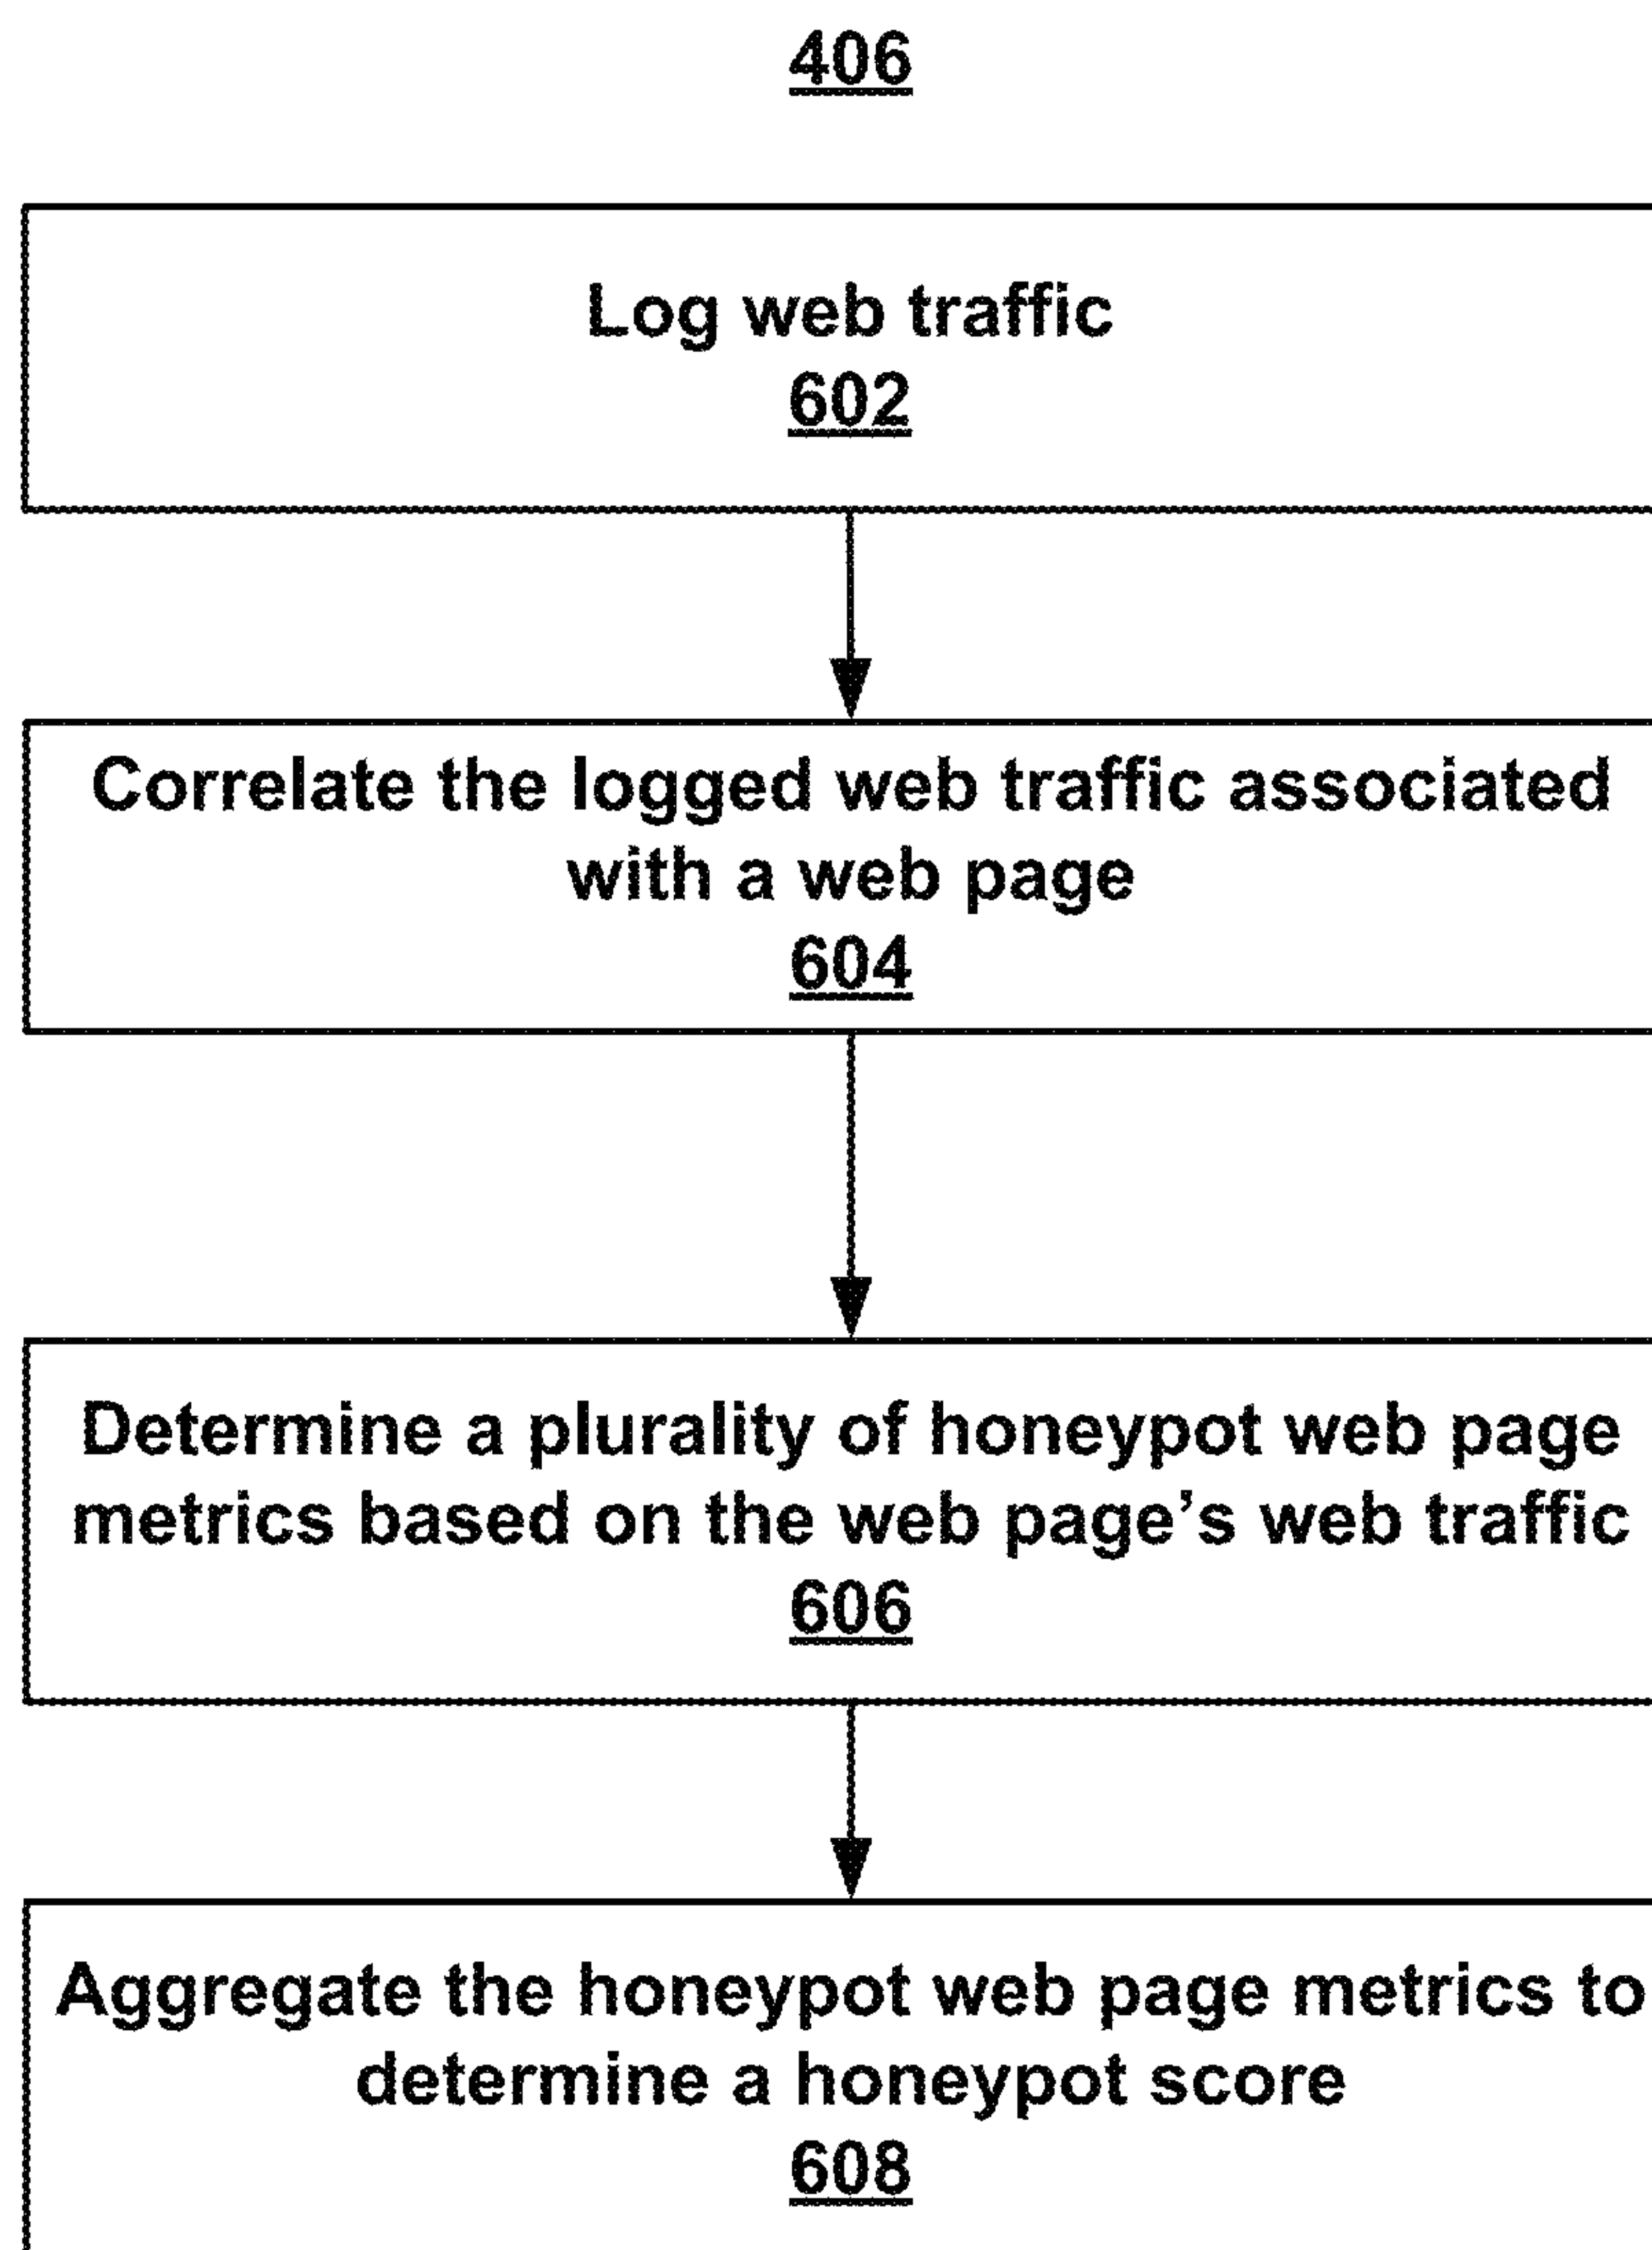 406
Log web traffic
602
Correlate the logged web traffic associated
with a web page
604
Determine a plurality of honeypot web page
metrics based on the web page’s web traffic
606
Aggregate the honeypot web page metrics to
determine a honeypot score
608